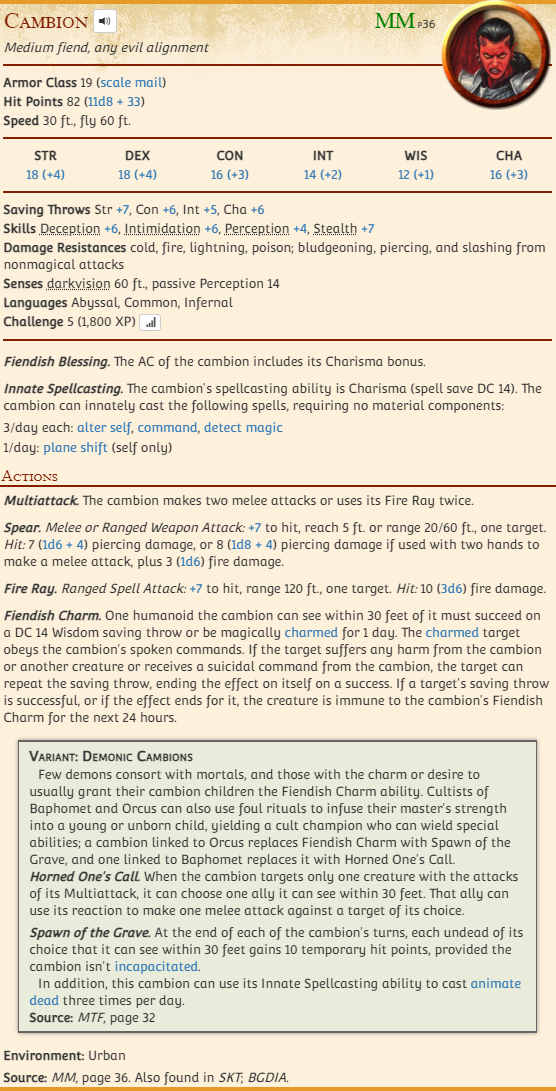 CAMBION
MM P36
Medium fiend, any evil alignment
Armor Class 19 (scale mail)
Hit Points 82 (11d8 + 33)
Speed 30 ft., fly 60 ft.
STR DEX CON INT WIS CHA
18 (+4) 18 (+4) 16 (+3) 14 (+2) 12 (+1) 16 (+3)
Saving Throws Str +7, Con +6, Int +5, Cha +6
Skills Deception +6, Intimidation +6, Perception +4, Stealth +7
Damage Resistances cold, fire, lightning, poison; bludgeoning, piercing, and slashing from
nonmagical attacks
Senses darkvision 60 ft., passive Perception 14
Languages Abyssal, Common, Infernal
Challenge 5 (1,800 XP)
Fiendish Blessing. The AC of the cambion includes its Charisma bonus.
Innate Spellcasting. The cambion's spellcasting ability is Charisma (spell save DC 14). The
cambion can innately cast the following spells, requiring no material components:
3/day each: alter self, command, detect magic
1/day: plane shift (self only)
ACTIONS
Multiattack. The cambion makes two melee attacks or uses its Fire Ray twice.
Spear. Melee or Ranged Weapon Attack: +7 to hit, reach 5 ft. or range 20/60 ft., one target.
Hit: 7 (1d6 + 4) piercing damage, or 8 (1d8 + 4) piercing damage if used with two hands to
make a melee attack, plus 3 (1d6) fire damage.
Fire Ray. Ranged Spell Attack: +7 to hit, range 120 ft., one target. Hit: 10 (3d6) fire damage.
Fiendish Charm. One humanoid the cambion can see within 30 feet of it must succeed on
a DC 14 Wisdom saving throw or be magically charmed for 1 day. The charmed target
obeys the cambion's spoken commands. If the target suffers any harm from the cambion
or another creature or receives a suicidal command from the cambion, the target can
repeat the saving throw, ending the effect on itself on a success. If a target's saving throw
is successful, or if the effect ends for it, the creature is immune to the cambion's Fiendish
Charm for the next 24 hours.
VARIANT: DEMONIC CAMBIONS
Few demons consort with mortals, and those with the charm or desire to
usually grant their cambion children the Fiendish Charm ability. Cultists of
Baphomet and Orcus can also use foul rituals to infuse their master's strength
into a young or unborn child, yielding a cult champion who can wield special
abilities; a cambion linked to Orcus replaces Fiendish Charm with Spawn of the
Grave, and one linked to Baphomet replaces it with Horned One's Call.
Horned One's Call. When the cambion targets only one creature with the attacks
of its Multiattack, it can choose one ally it can see within 30 feet. That ally can
use its reaction to make one melee attack against a target of its choice.
Spawn of the Grave. At the end of each of the cambion's turns, each undead of its
choice that it can see within 30 feet gains 10 temporary hit points, provided the
cambion isn't incapacitated.
In addition, this cambion can use its Innate Spellcasting ability to cast animate
dead three times per day.
Source: MTF, page 32
Environment: Urban
Source: MM, page 36. Also found in SKT; BGDIA.